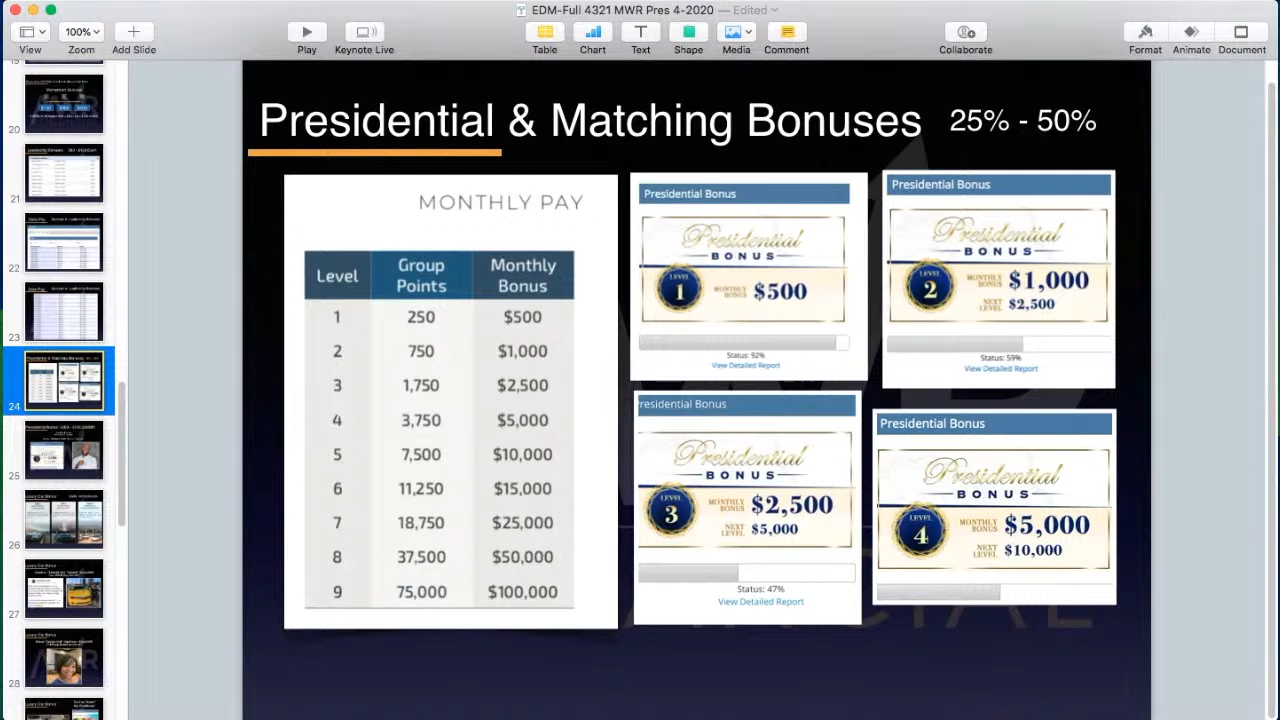 EDM-Full 4321 MWR Pres 4-2020 — Edited
100%
View Zoom Add Slide Play Keynote Live Table Chart Text Shape Media Comment Collaborate Format Animate Document
20
21
22
23
24
25
26
27
28
Presidential & Matching Bonuses 25% - 50%
MONTHLY PAY
Level Group Points Monthly Bonus
1 250 $500
2 750 $1,000
3 1,750 $2,500
4 3,750 $5,000
5 7,500 $10,000
6 11,250 $15,000
7 18,750 $25,000
8 37,500 $50,000
9 75,000 $100,000
Presidential Bonus
Presidential
BONUS
LEVEL 1 MONTHLY BONUS $500
Status: 92%
View Detailed Report
Presidential Bonus
Presidential
BONUS
LEVEL 2 MONTHLY BONUS $1,000
NEXT LEVEL $2,500
Status: 59%
View Detailed Report
residential Bonus
Presidential
BONUS
LEVEL 3 MONTHLY BONUS $2,500
NEXT LEVEL $5,000
Status: 47%
View Detailed Report
Presidential Bonus
Presidential
BONUS
LEVEL 4 MONTHLY BONUS $5,000
NEXT LEVEL $10,000